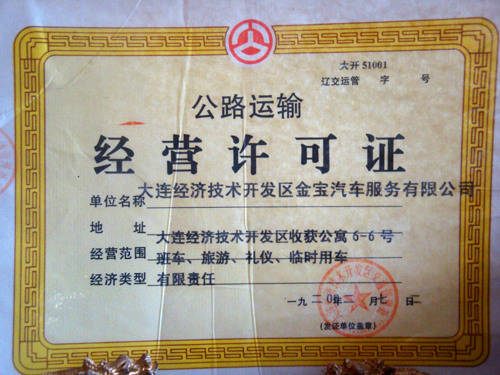 大开51001
辽交运管 字 号
公路运输
经营许可证
单位名称 大连经济技术开发区金宝汽车服务有限公司
地址 大连经济技术开发区收获公寓6-6号
经营范围 班车、旅游、礼仪、临时用车
经济类型 有限责任
一九二0年二月七日
(发证单位盖章)